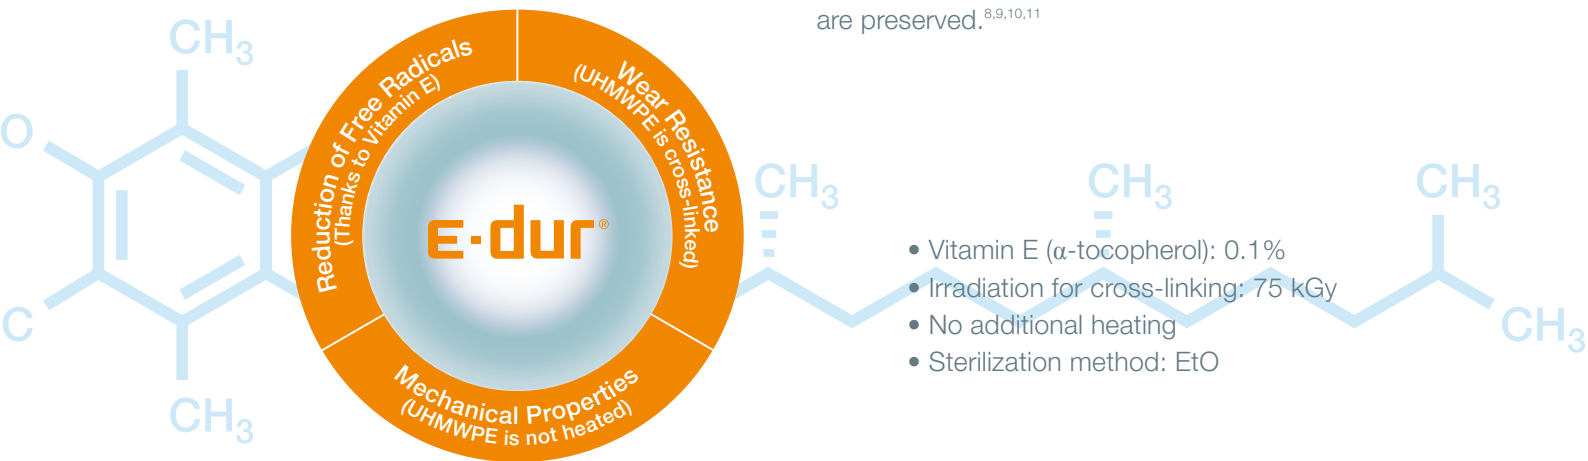 are preserved.8,9,10,11
CH3
O
C
CH3
Reduction of Free Radicals
(Thanks to Vitamin E)
Wear Resistance
(UHMWPE is cross-linked)
Mechanical Properties
(UHMWPE is not heated)
E-dur®
CH3
CH3
CH3
CH3
• Vitamin E (α-tocopherol): 0.1%
• Irradiation for cross-linking: 75 kGy
• No additional heating
• Sterilization method: EtO